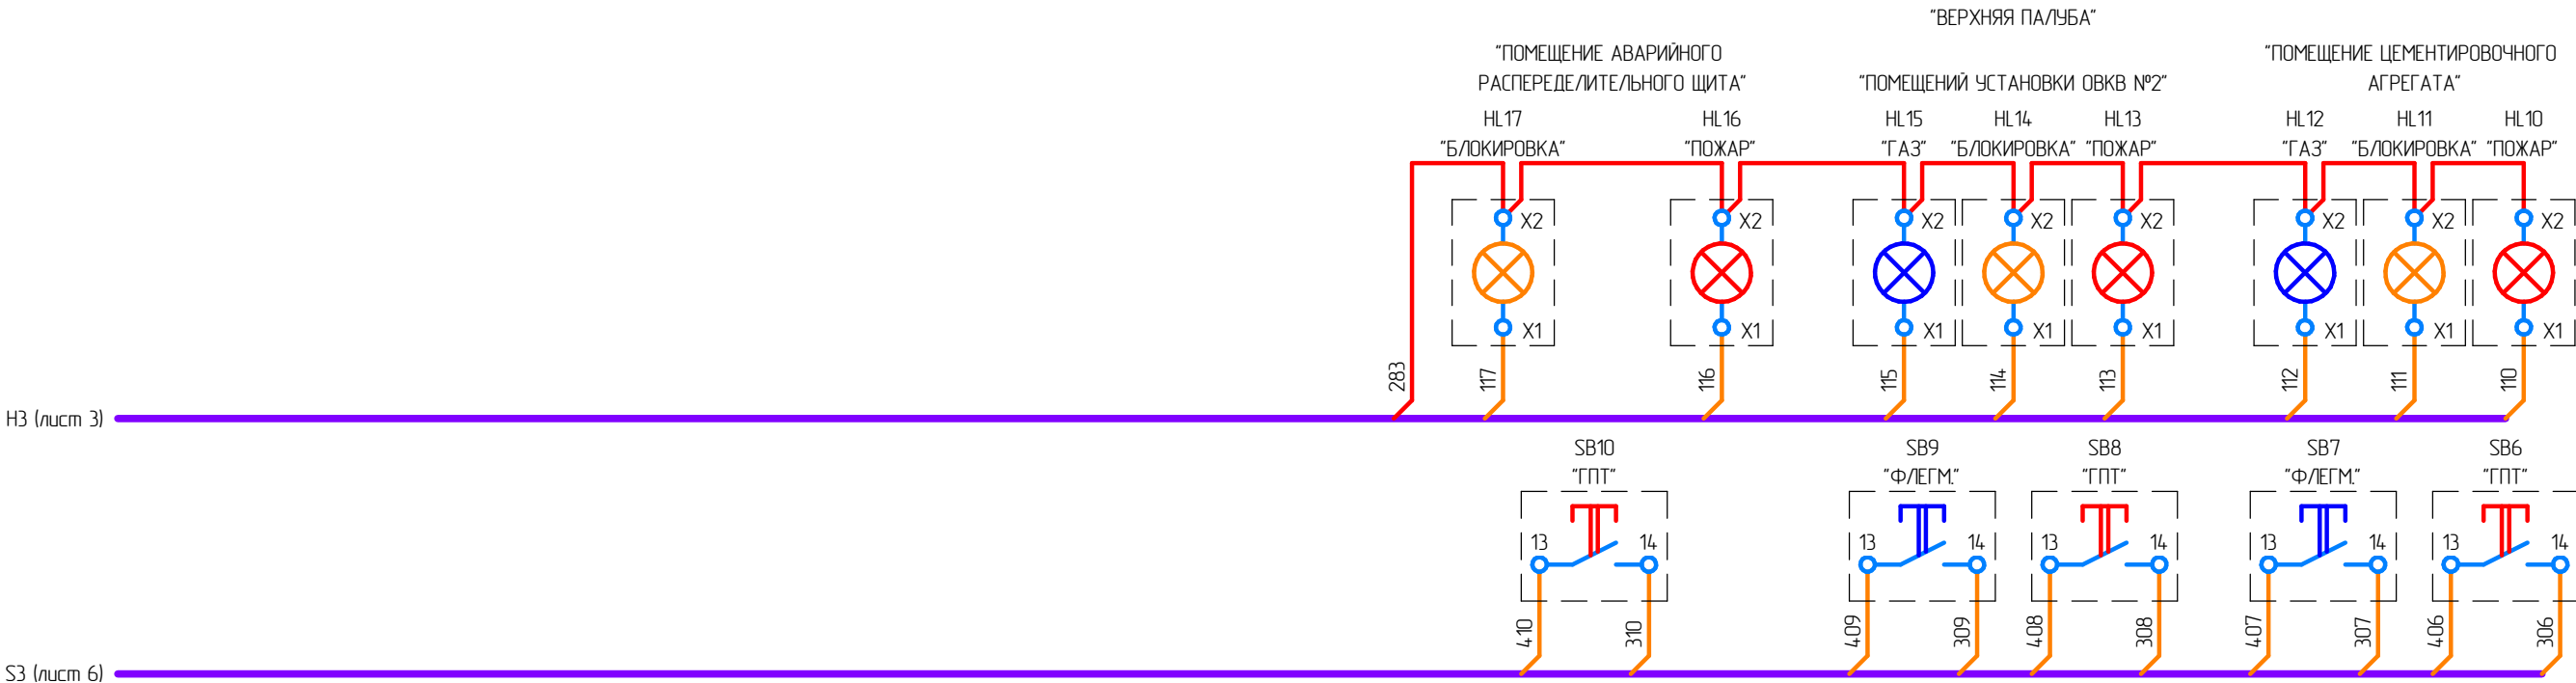 "ВЕРХНЯЯ ПАЛУБА"
"ПОМЕЩЕНИЕ АВАРИЙНОГО
РАСПЕРЕДЕЛИТЕЛЬНОГО ЩИТА"
"ПОМЕЩЕНИЙ УСТАНОВКИ ОВКВ №2"
"ПОМЕЩЕНИЕ ЦЕМЕНТИРОВОЧНОГО
АГРЕГАТА"
HL17 HL16 HL15 HL14 HL13 HL12 HL11 HL10
"БЛОКИРОВКА" "ПОЖАР" "ГАЗ" "БЛОКИРОВКА" "ПОЖАР" "ГАЗ" "БЛОКИРОВКА" "ПОЖАР"
X2 X2 X2 X2 X2 X2 X2 X2
X1 X1 X1 X1 X1 X1 X1 X1
283 117 116 115 114 113 112 111 110
Н3 (лист 3)
SB10 SB9 SB8 SB7 SB6
"ГПТ" "ФЛЕГМ." "ГПТ" "ФЛЕГМ." "ГПТ"
13 14 13 14 13 14 13 14 13 14
410 310 409 309 408 308 407 307 406 306
S3 (лист 6)